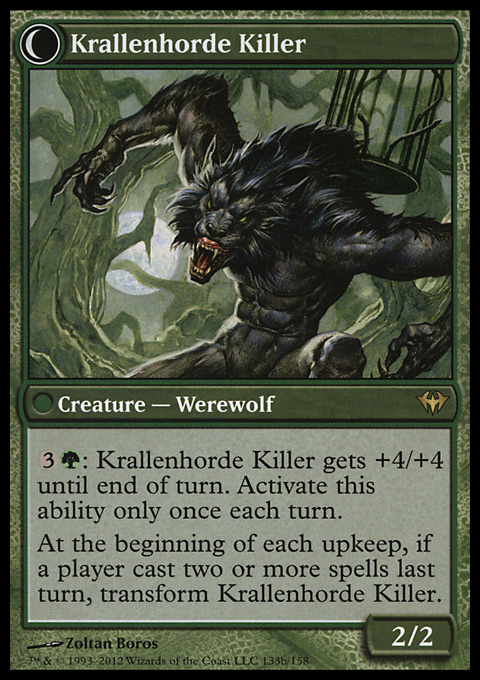 Krallenhorde Killer
Creature — Werewolf
3 : Krallenhorde Killer gets +4/+4
until end of turn. Activate this
ability only once each turn.
At the beginning of each upkeep, if
a player cast two or more spells last
turn, transform Krallenhorde Killer.
2/2
Zoltan Boros
™ & © 1993–2012 Wizards of the Coast LLC 133b/158